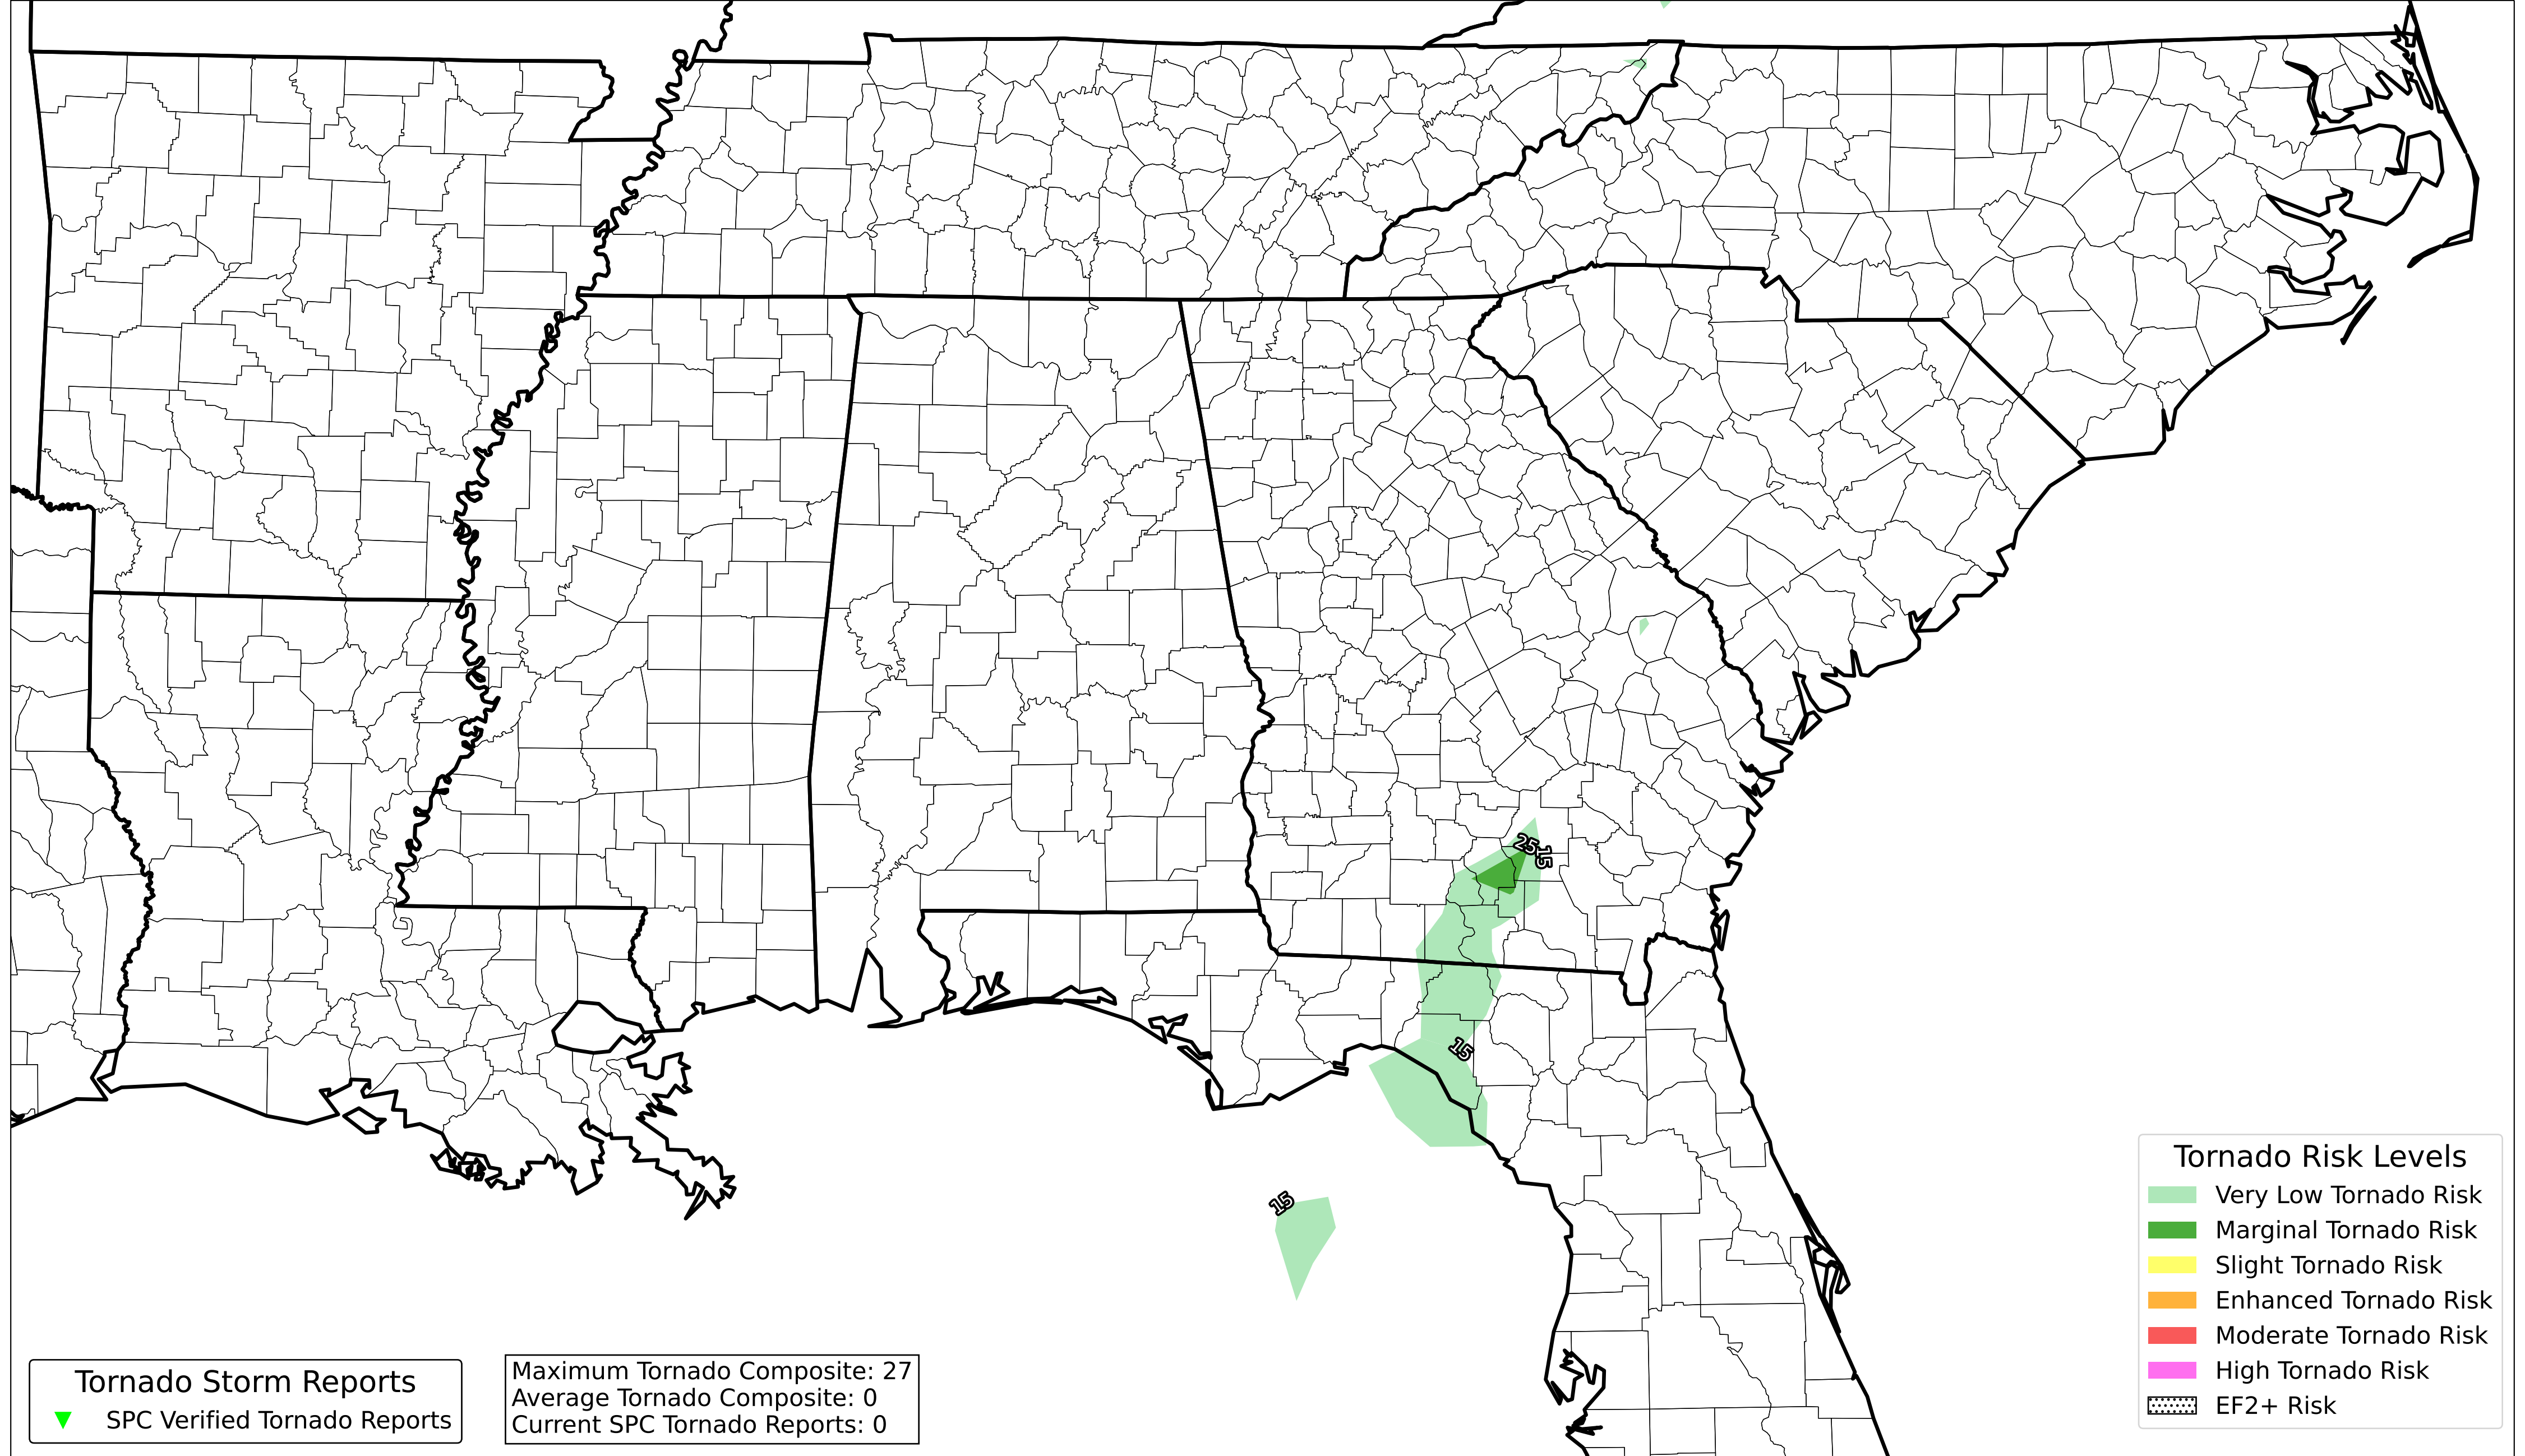 25
15
15
15
Tornado Risk Levels
Very Low Tornado Risk
Marginal Tornado Risk
Slight Tornado Risk
Enhanced Tornado Risk
Moderate Tornado Risk
High Tornado Risk
EF2+ Risk
Tornado Storm Reports
SPC Verified Tornado Reports
Maximum Tornado Composite: 27
Average Tornado Composite: 0
Current SPC Tornado Reports: 0